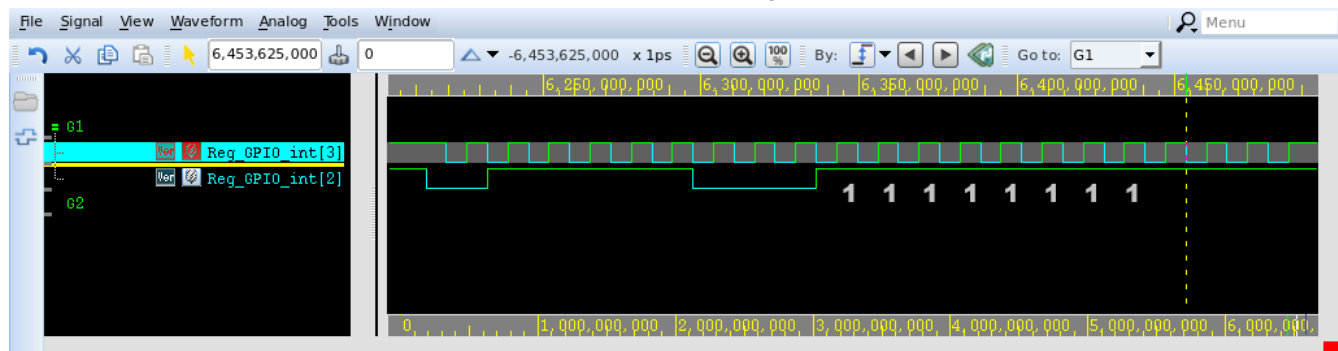 File Signal View Waveform Analog Tools Window Menu
6,453,625,000 0 -6,453,625,000 x 1ps 100 % By: Go to: G1
6,250,000,000 6,300,000,000 6,350,000,000 6,400,000,000 6,450,000,000
G1
Ver Reg_GPIO_int[3]
Ver Reg_GPIO_int[2]
1 1 1 1 1 1 1 1
G2
0 1,000,000,000 2,000,000,000 3,000,000,000 4,000,000,000 5,000,000,000 6,000,000,000